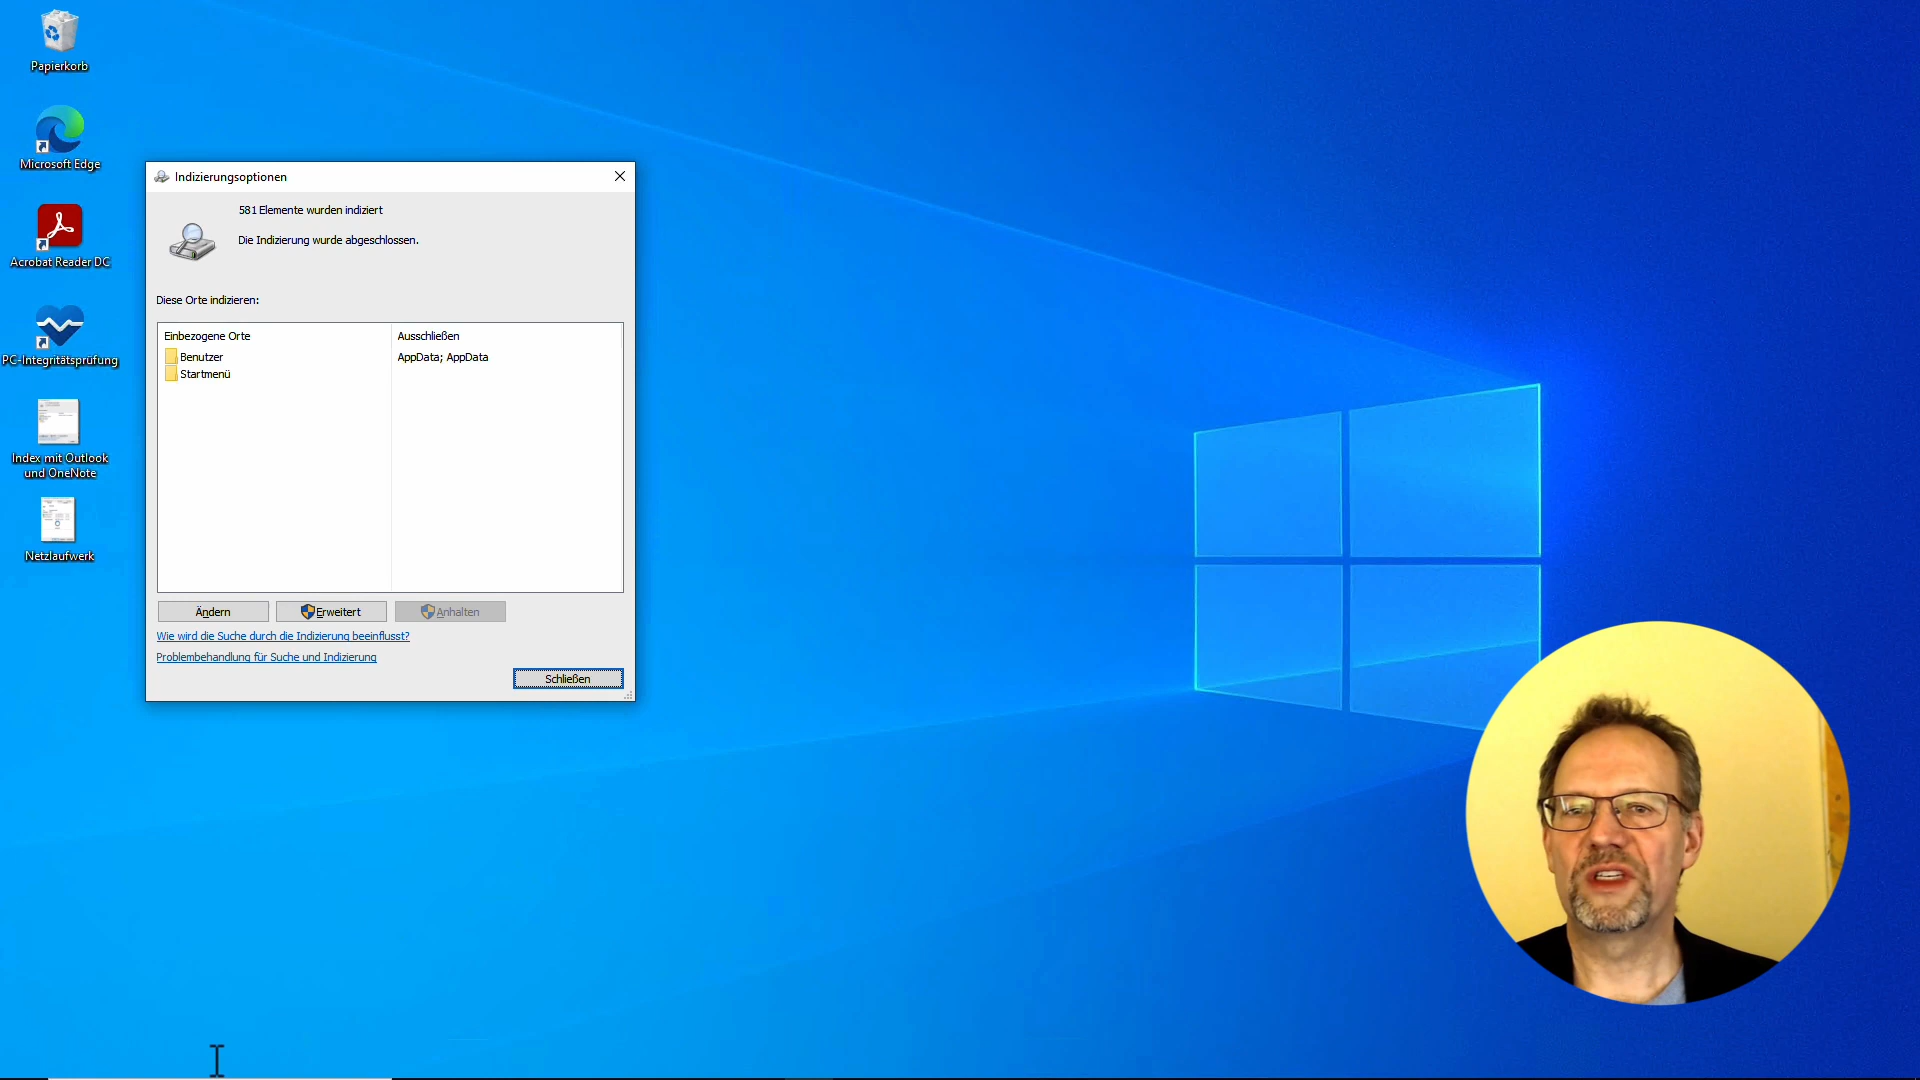 Papierkorb
Microsoft Edge
Acrobat Reader DC
PC-Integritätsprüfung
Index mit Outlook
und OneNote
Netzlaufwerk
Indizierungsoptionen
581 Elemente wurden indiziert
Die Indizierung wurde abgeschlossen.
Diese Orte indizieren:
Einbezogene Orte
Ausschließen
Benutzer
AppData; AppData
Startmenü
Ändern
Erweitert
Anhalten
Wie wird die Suche durch die Indizierung beeinflusst?
Problembehandlung für Suche und Indizierung
Schließen